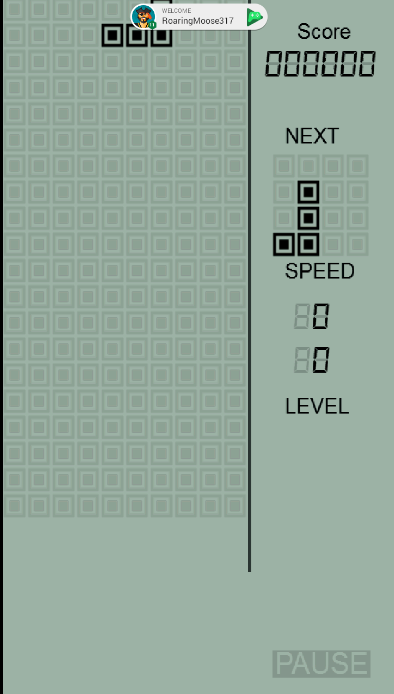 WELCOME
RoaringMoose317
Score
000000
NEXT
SPEED
0
0
LEVEL
PAUSE